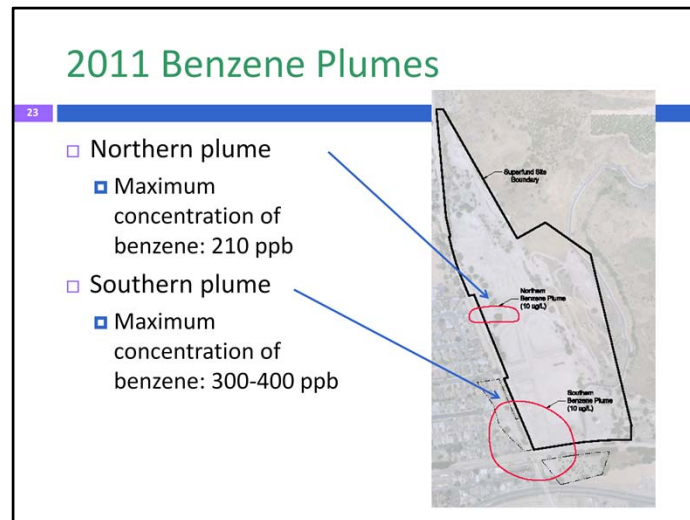 2011 Benzene Plumes
23
Northern plume
Maximum
concentration of
benzene: 210 ppb
Southern plume
Maximum
concentration of
benzene: 300-400 ppb
Superfund Site
Boundary
Northern
Benzene Plume
(10 ug/L)
Southern
Benzene Plume
(10 ug/L)